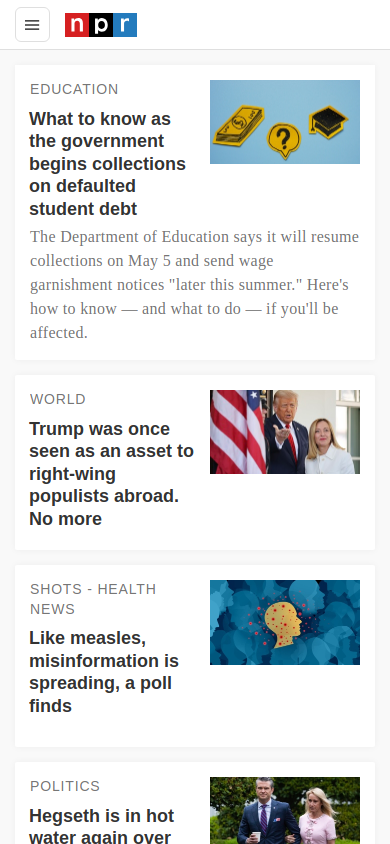 npr
EDUCATION
What to know as
the government
begins collections
on defaulted
student debt
The Department of Education says it will resume
collections on May 5 and send wage
garnishment notices "later this summer." Here's
how to know — and what to do — if you'll be
affected.
WORLD
Trump was once
seen as an asset to
right-wing
populists abroad.
No more
SHOTS - HEALTH
NEWS
Like measles,
misinformation is
spreading, a poll
finds
POLITICS
Hegseth is in hot
water again over